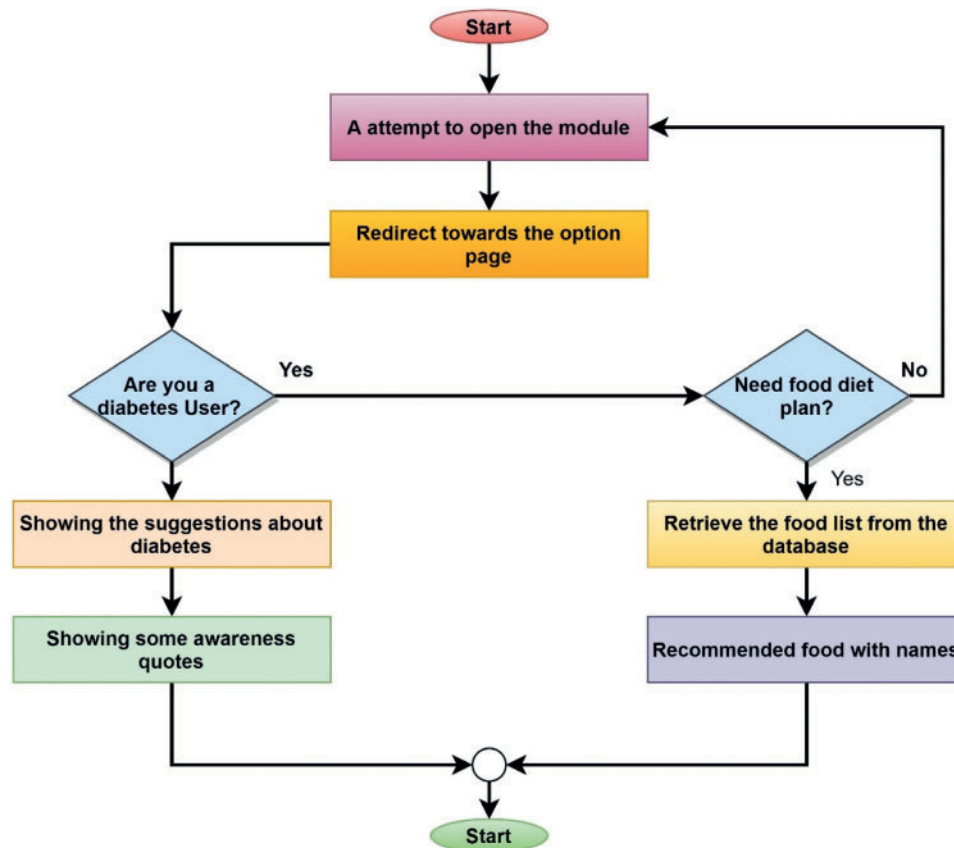 Start
A attempt to open the module
Redirect towards the option
page
Are you a
diabetes User?
Yes
Need food diet
plan?
No
Yes
Showing the suggestions about
diabetes
Retrieve the food list from the
database
Showing some awareness
quotes
Recommended food with names
Start